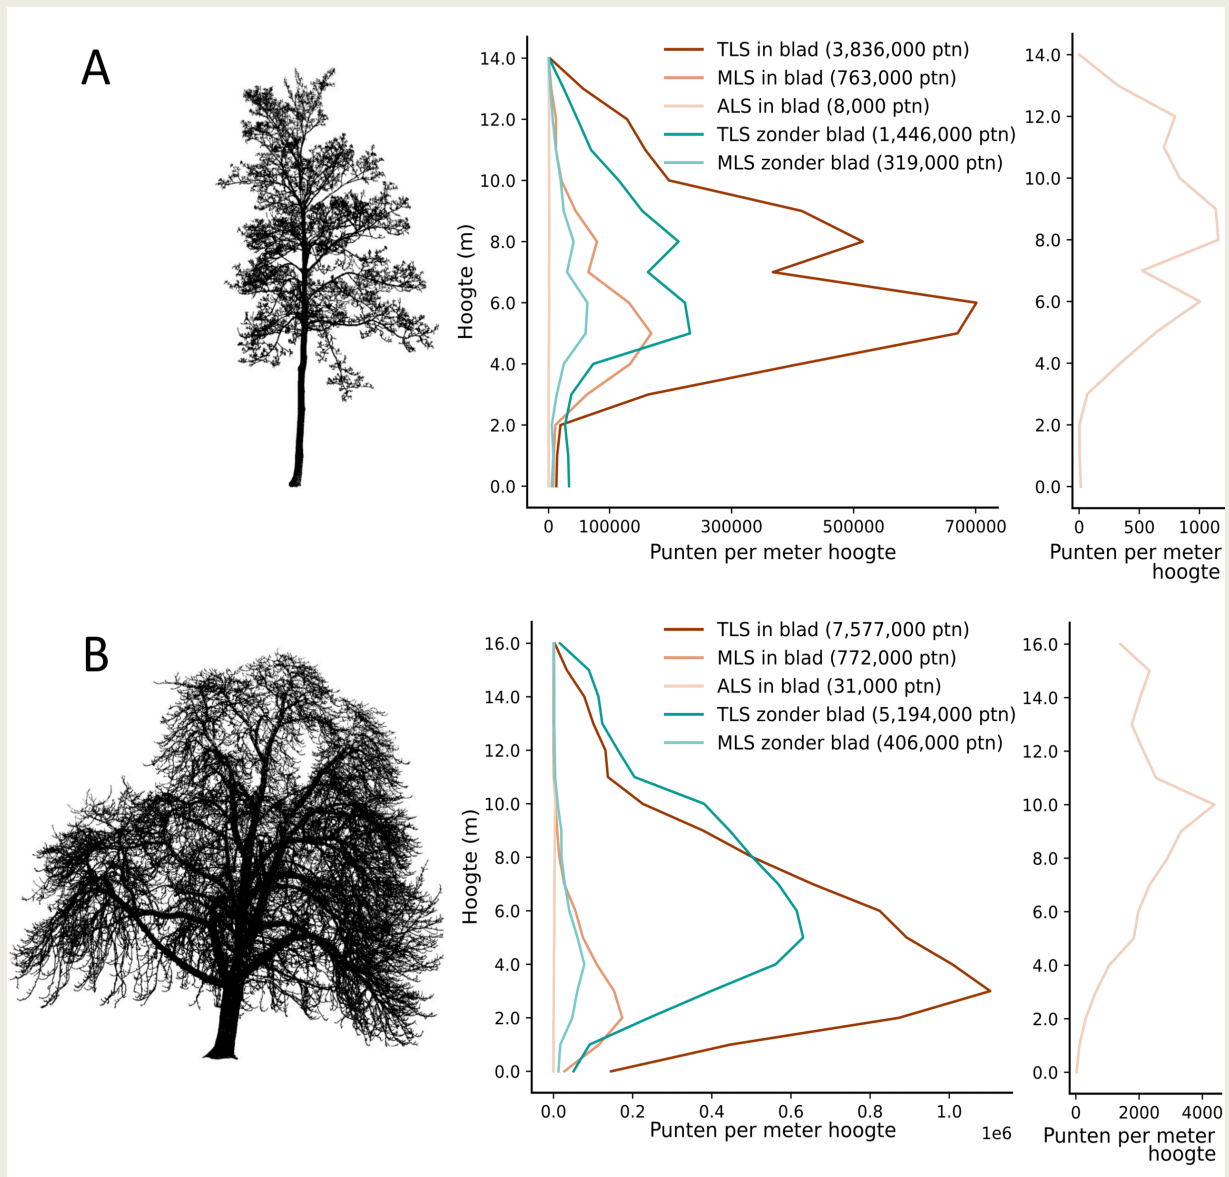 A
TLS in blad (3,836,000 ptn)
MLS in blad (763,000 ptn)
ALS in blad (8,000 ptn)
TLS zonder blad (1,446,000 ptn)
MLS zonder blad (319,000 ptn)
Hoogte (m)
14.0
12.0
10.0
8.0
6.0
4.0
2.0
0.0
0 100000 300000 500000 700000
Punten per meter hoogte
14.0
12.0
10.0
8.0
6.0
4.0
2.0
0.0
0 500 1000
Punten per meter
hoogte
B
TLS in blad (7,577,000 ptn)
MLS in blad (772,000 ptn)
ALS in blad (31,000 ptn)
TLS zonder blad (5,194,000 ptn)
MLS zonder blad (406,000 ptn)
Hoogte (m)
16.0
14.0
12.0
10.0
8.0
6.0
4.0
2.0
0.0
0.0 0.2 0.4 0.6 0.8 1.0
Punten per meter hoogte
1e6
16.0
14.0
12.0
10.0
8.0
6.0
4.0
2.0
0.0
0 2000 4000
Punten per meter
hoogte